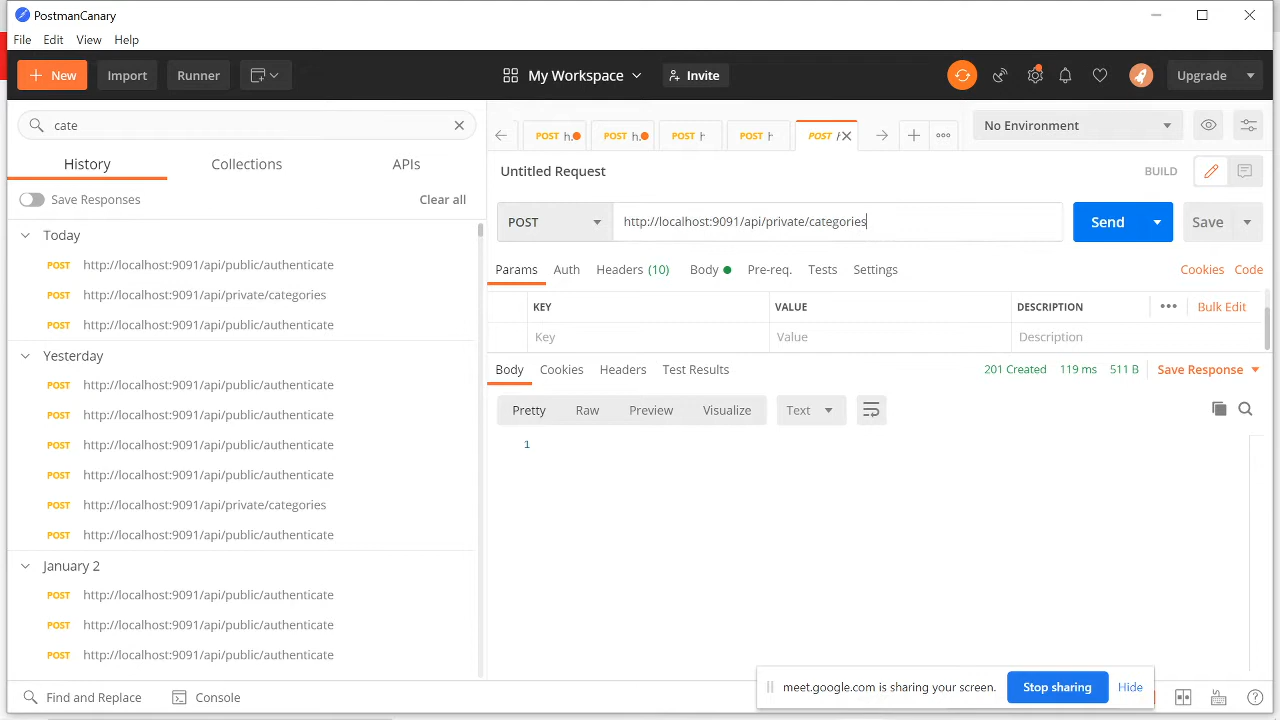 PostmanCanary
File Edit View Help
New Import Runner My Workspace Invite Upgrade
cate
History Collections APIs
Save Responses Clear all
Today
POST http://localhost:9091/api/public/authenticate
POST http://localhost:9091/api/private/categories
POST http://localhost:9091/api/public/authenticate
Yesterday
POST http://localhost:9091/api/public/authenticate
POST http://localhost:9091/api/public/authenticate
POST http://localhost:9091/api/public/authenticate
POST http://localhost:9091/api/public/authenticate
POST http://localhost:9091/api/private/categories
POST http://localhost:9091/api/public/authenticate
January 2
POST http://localhost:9091/api/public/authenticate
POST http://localhost:9091/api/public/authenticate
POST http://localhost:9091/api/public/authenticate
POST h. POST h. POST h POST h POST No Environment
Untitled Request BUILD
POST http://localhost:9091/api/private/categories Send Save
Params Auth Headers (10) Body Pre-req. Tests Settings Cookies Code
KEY VALUE DESCRIPTION Bulk Edit
Key Value Description
Body Cookies Headers Test Results 201 Created 119 ms 511 B Save Response
Pretty Raw Preview Visualize Text
1
meet.google.com is sharing your screen. Stop sharing Hide
Find and Replace Console